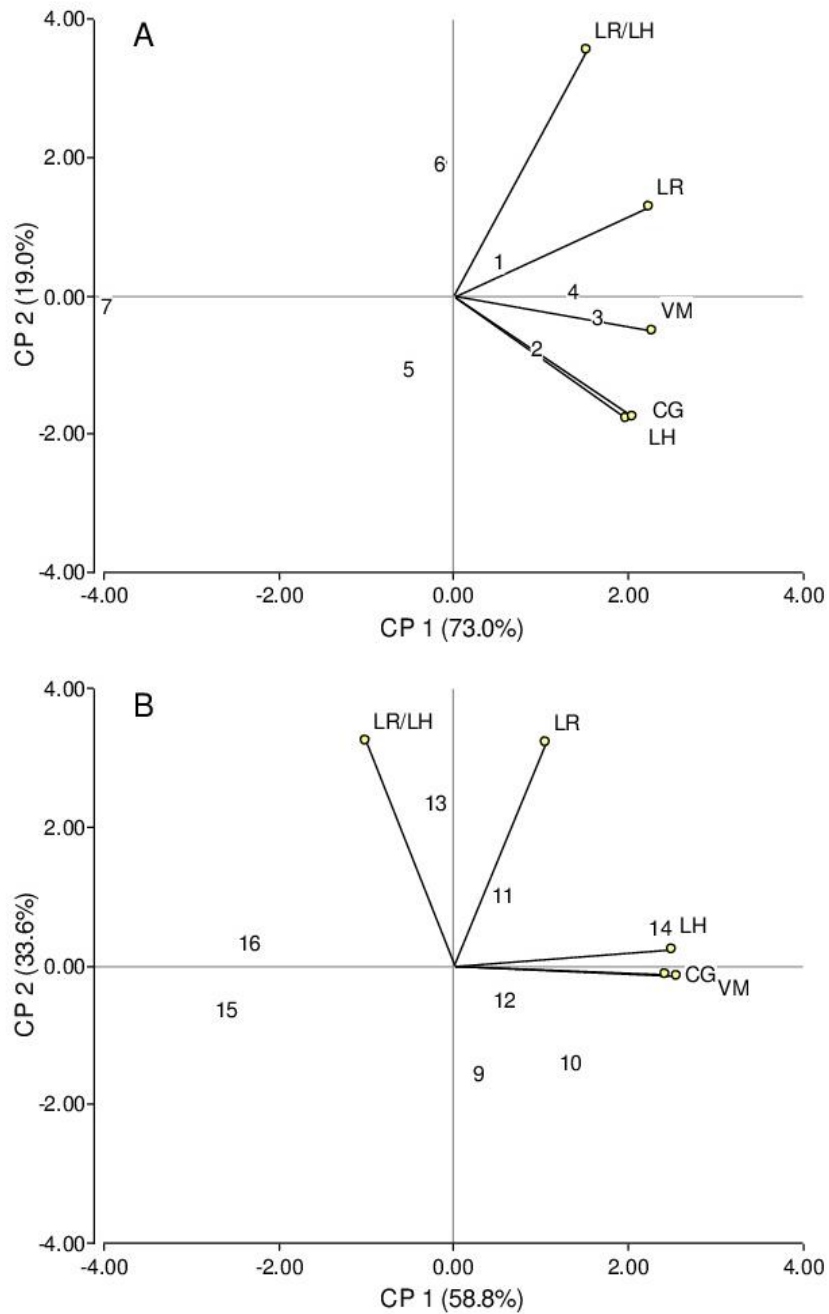 A
4.00
LR/LH
6
2.00
LR
1
4
0.00
7
VM
3
2
5
CG
-2.00
LH
-4.00
-4.00 -2.00 0.00 2.00 4.00
CP 1 (73.0%)
CP 2 (19.0%)
B
4.00
LR/LH
LR
13
2.00
11
14 LH
16
0.00
CG
VM
12
15
10
9
-2.00
-4.00
-4.00 -2.00 0.00 2.00 4.00
CP 1 (58.8%)
CP 2 (33.6%)